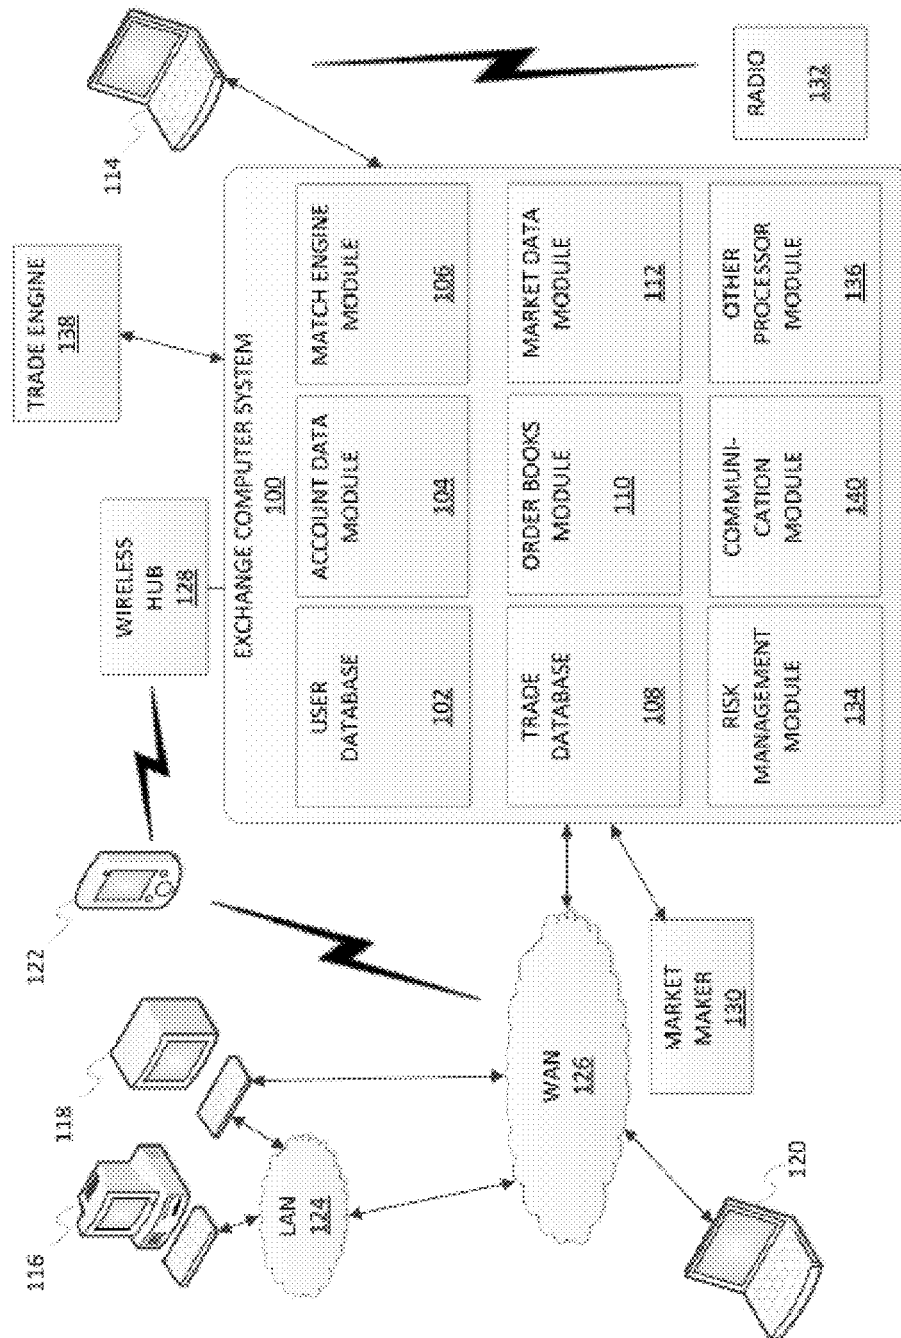 114
TRADE ENGINE
138
WIRELESS
HUB
128
122
118
116
EXCHANGE COMPUTER SYSTEM
100
USER
DATABASE
102
ACCOUNT DATA
MODULE
104
MATCH ENGINE
MODULE
106
TRADE
DATABASE
108
ORDER BOOKS
MODULE
110
MARKET DATA
MODULE
112
RISK
MANAGEMENT
MODULE
134
COMMUNI-
CATION
MODULE
140
OTHER
PROCESSOR
MODULE
136
RADIO
132
LAN
124
WAN
126
MARKET
MAKER
130
120